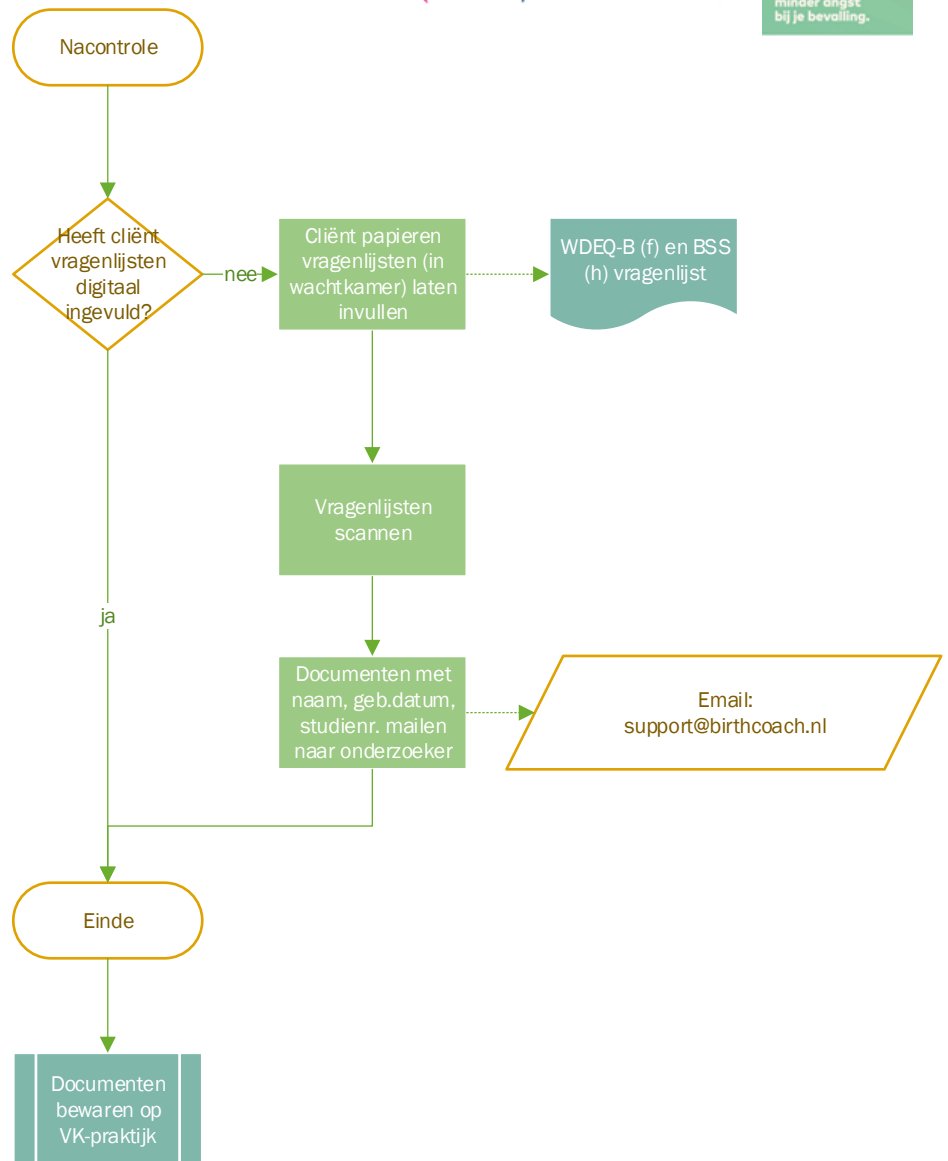 minder angst
bij je bevalling.
Nacontrole
Heeft cliënt
vragenlijsten
digitaal
ingevuld?
nee
Cliënt papieren
vragenlijsten (in
wachtkamer) laten
invullen
WDEQ-B (f) en BSS
(h) vragenlijst
Vragenlijsten
scannen
ja
Documenten met
naam, geb.datum,
studienr. mailen
naar onderzoeker
Email:
support@birthcoach.nl
Einde
Documenten
bewaren op
VK-praktijk